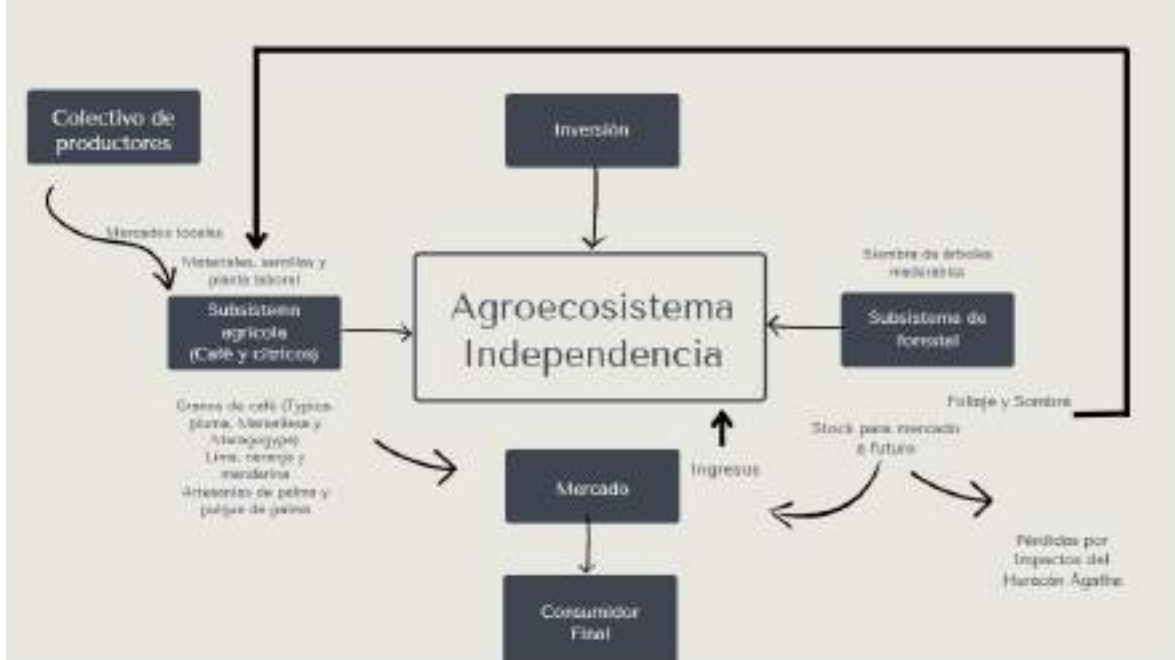 Colectivo de
productores
Inversión
Mercados locales
Materiales, semillas y
planta laboral
Subsistema
agrícola
(Café y cítricos)
Agroecosistema
Independencia
Siembra de árboles
maderables
Subsistema de
forestal
Follaje y Sombra
Stock para mercado
a futuro
Granos de café (Typica
pluma, Marsellesa y
Maragogype)
Lima, naranja y
mandarina
Artesanías de palma y
pulque de palma
Mercado
Ingresos
Pérdidas por
Impactos del
Huracán Ágatha
Consumidor
Final